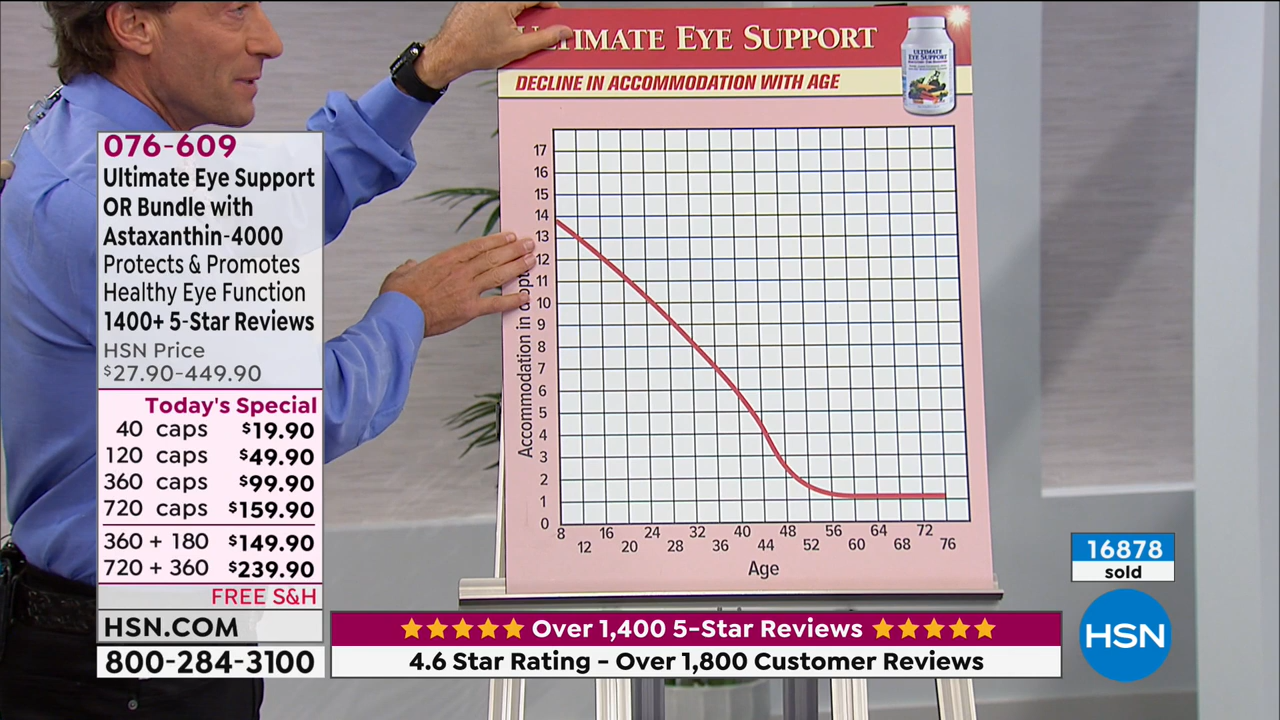 076-609
Ultimate Eye Support
OR Bundle with
Astaxanthin-4000
Protects & Promotes
Healthy Eye Function
1400+ 5-Star Reviews
HSN Price
$27.90-449.90
Today's Special
40 caps $19.90
120 caps $49.90
360 caps $99.90
720 caps $159.90
360 + 180 $149.90
720 + 360 $239.90
FREE S&H
HSN.COM
800-284-3100
ULTIMATE EYE SUPPORT
DECLINE IN ACCOMMODATION WITH AGE
ULTIMATE
EYE SUPPORT
Accommodation in diopt
17
16
15
14
13
12
11
10
9
8
7
6
5
4
3
2
1
0
8 16 24 32 40 48 56 64 72
12 20 28 36 44 52 60 68 76
Age
16878
sold
HSN
★★★★★ Over 1,400 5-Star Reviews ★★★★★
4.6 Star Rating – Over 1,800 Customer Reviews